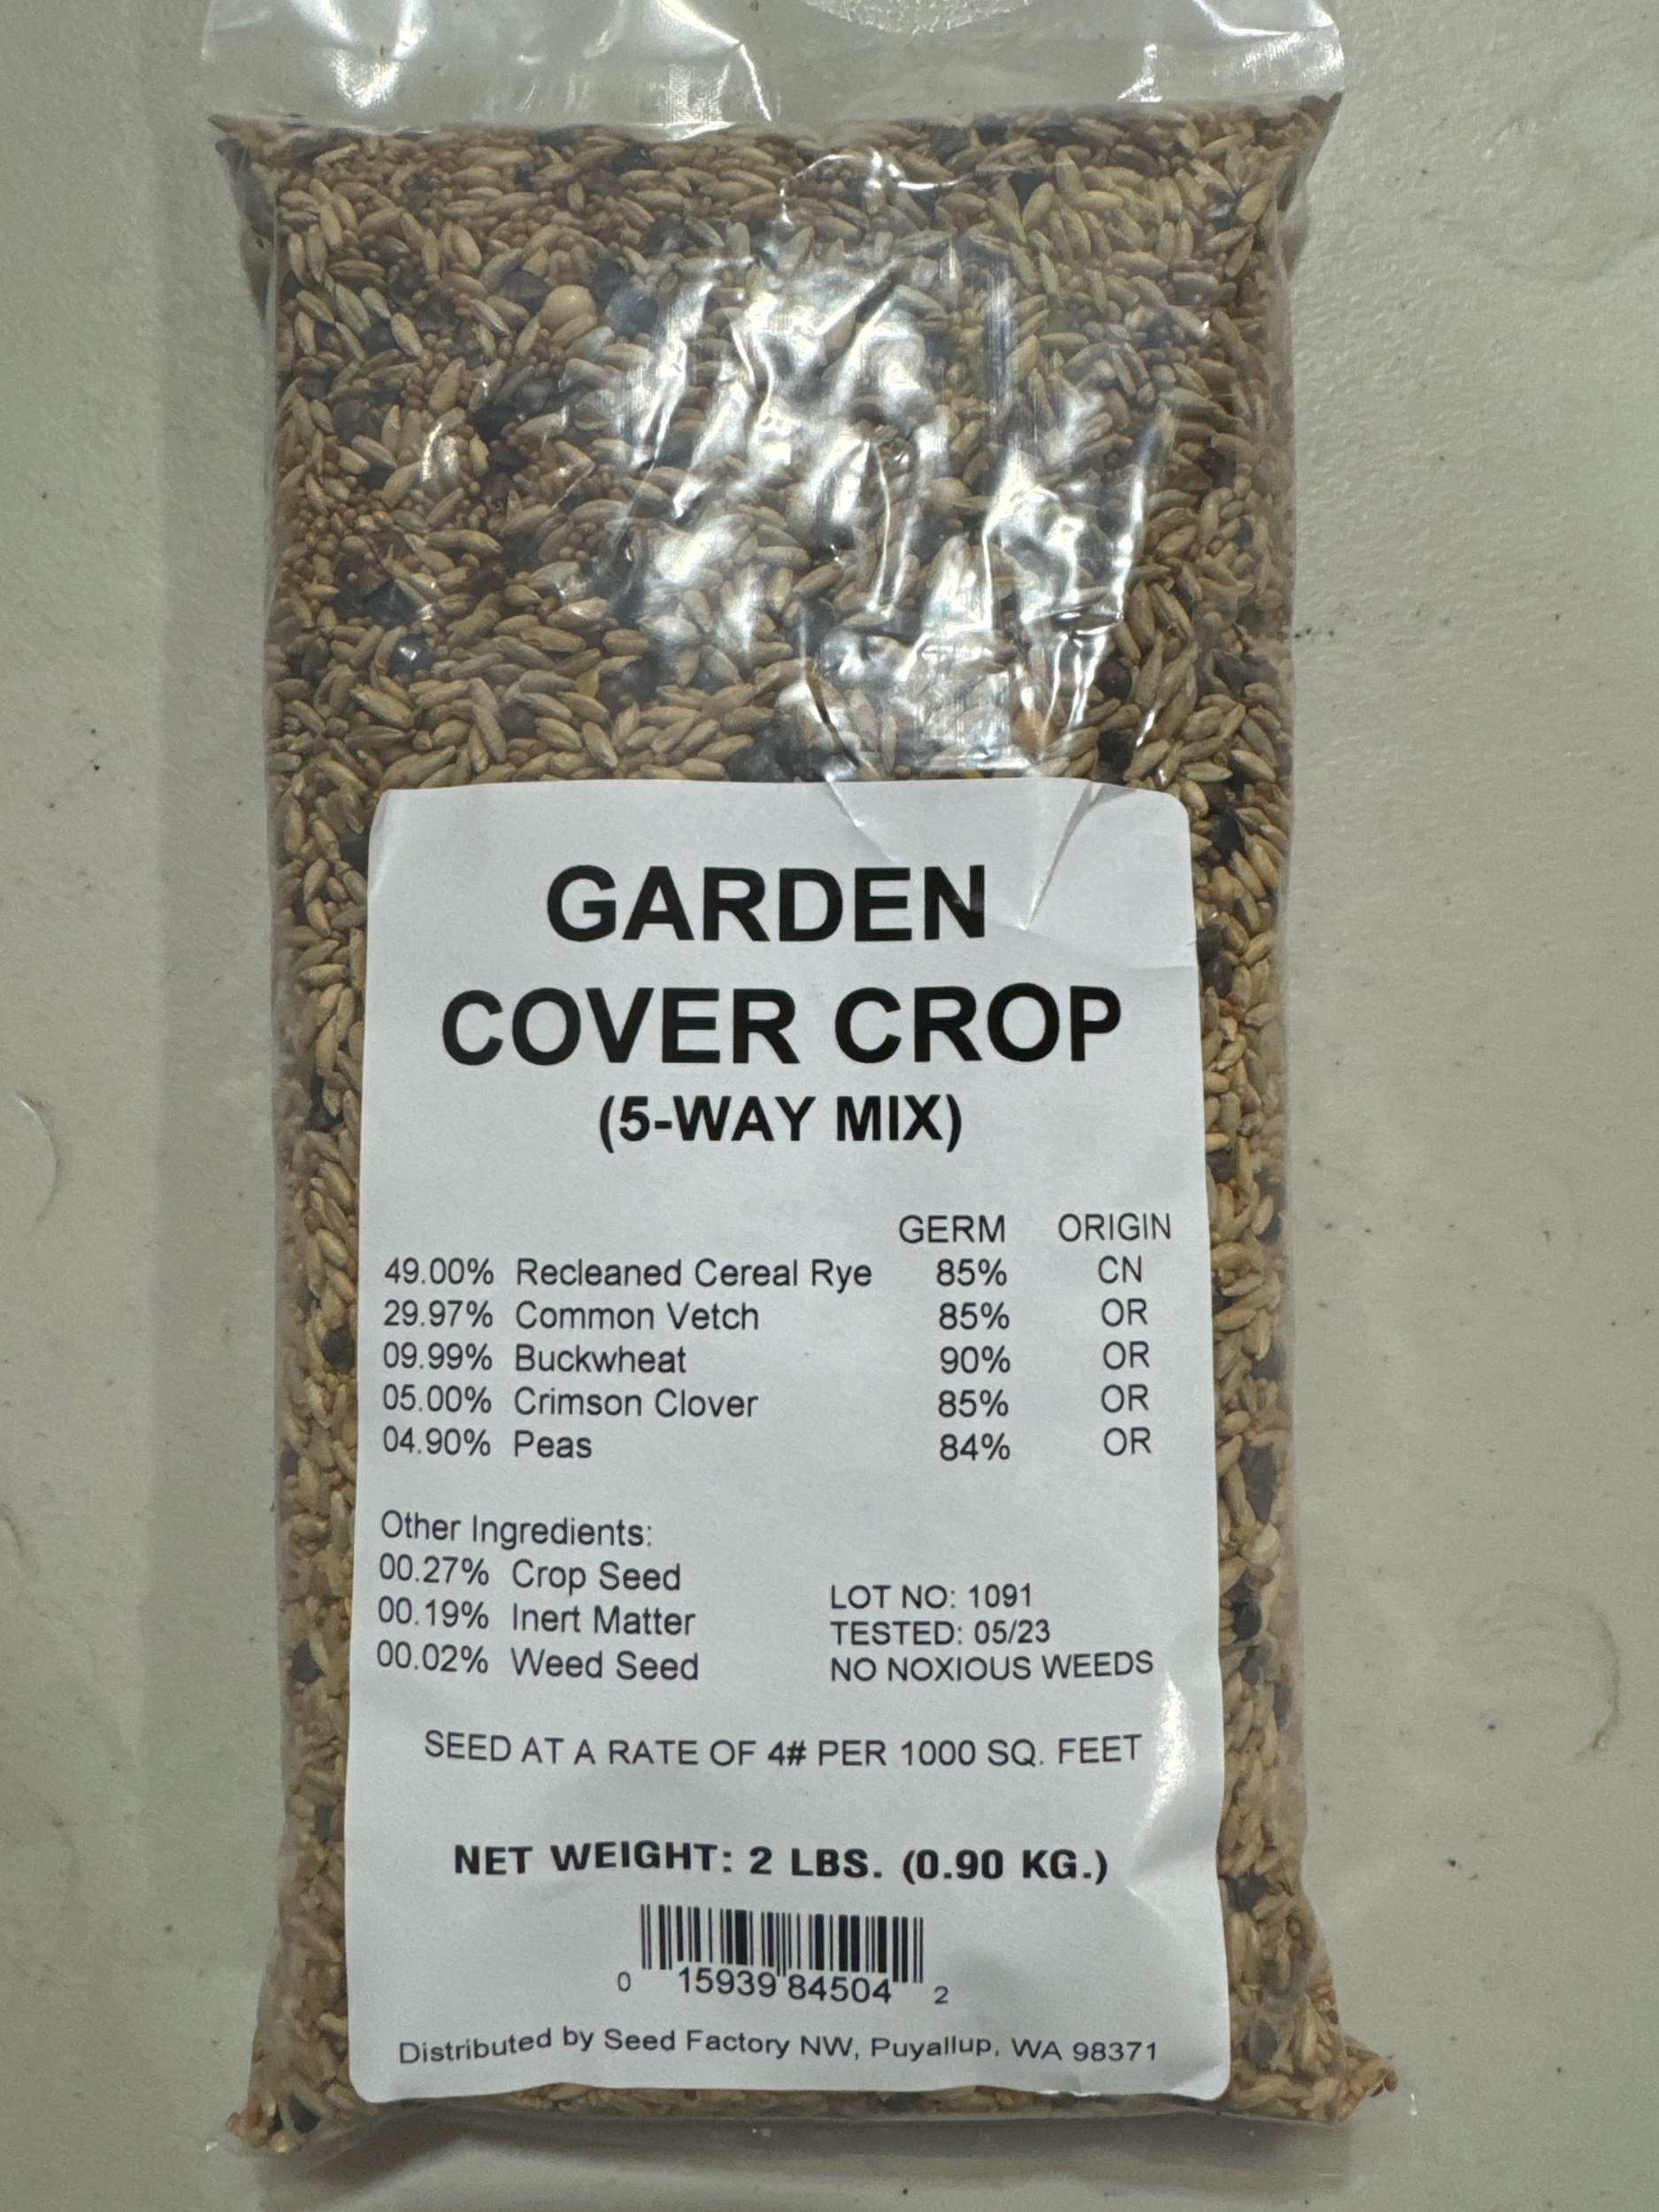 GARDEN
COVER CROP
(5-WAY MIX)
GERM ORIGIN
49.00% Recleaned Cereal Rye 85% CN
29.97% Common Vetch 85% OR
09.99% Buckwheat 90% OR
05.00% Crimson Clover 85% OR
04.90% Peas 84% OR
Other Ingredients:
00.27% Crop Seed
00.19% Inert Matter
00.02% Weed Seed
LOT NO: 1091
TESTED: 05/23
NO NOXIOUS WEEDS
SEED AT A RATE OF 4# PER 1000 SQ. FEET
NET WEIGHT: 2 LBS. (0.90 KG.)
0 15939 84504 2
Distributed by Seed Factory NW, Puyallup, WA 98371